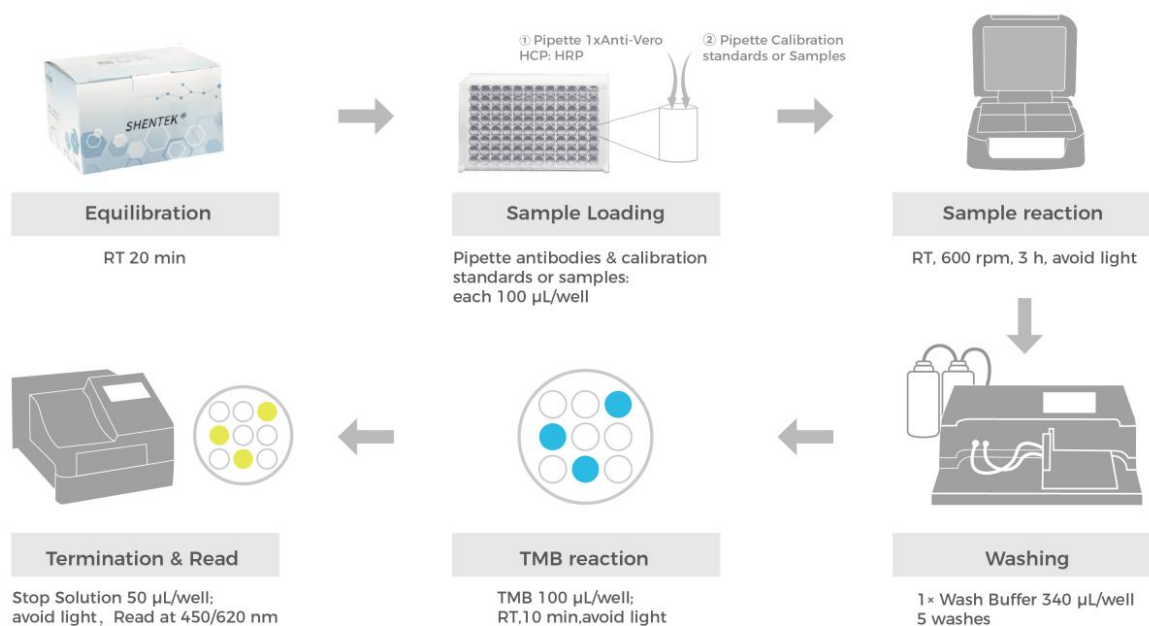 ① Pipette 1xAnti-Vero
HCP: HRP
② Pipette Calibration
standards or Samples
SHENTEK®
Equilibration
RT 20 min
Sample Loading
Pipette antibodies & calibration
standards or samples:
each 100 μL/well
Sample reaction
RT, 600 rpm, 3 h, avoid light
Termination & Read
Stop Solution 50 μL/well;
avoid light，Read at 450/620 nm
TMB reaction
TMB 100 μL/well;
RT,10 min,avoid light
Washing
1× Wash Buffer 340 μL/well
5 washes